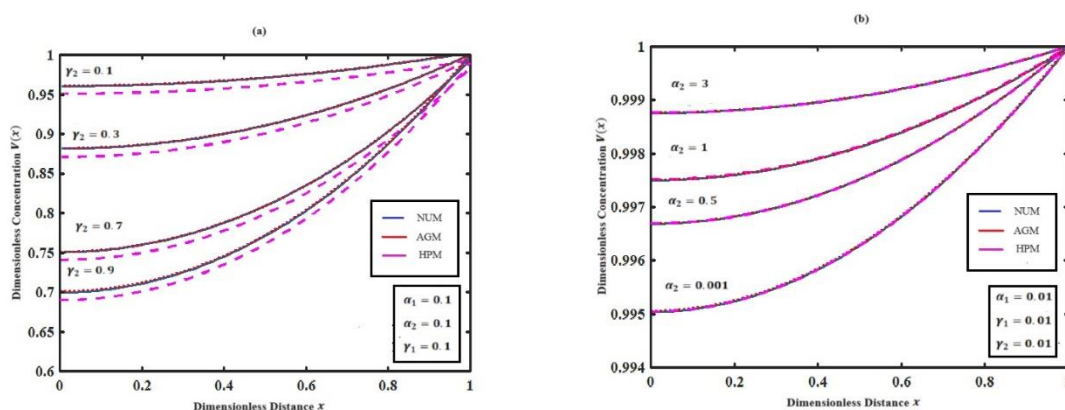 (a)
1
0.95
0.9
0.85
0.8
0.75
0.7
0.65
0.6
Dimensionless Concentration V(x)
γ₂ = 0.1
γ₂ = 0.3
γ₂ = 0.7
γ₂ = 0.9
NUM
AGM
HPM
α₁ = 0.1
α₂ = 0.1
γ₁ = 0.1
0 0.2 0.4 0.6 0.8 1
Dimensionless Distance x
(b)
1
0.999
0.998
0.997
0.996
0.995
0.994
Dimensionless Concentration V(x)
α₂ = 3
α₂ = 1
α₂ = 0.5
α₂ = 0.001
NUM
AGM
HPM
α₁ = 0.01
γ₁ = 0.01
γ₂ = 0.01
0 0.2 0.4 0.6 0.8
Dimensionless Distance x